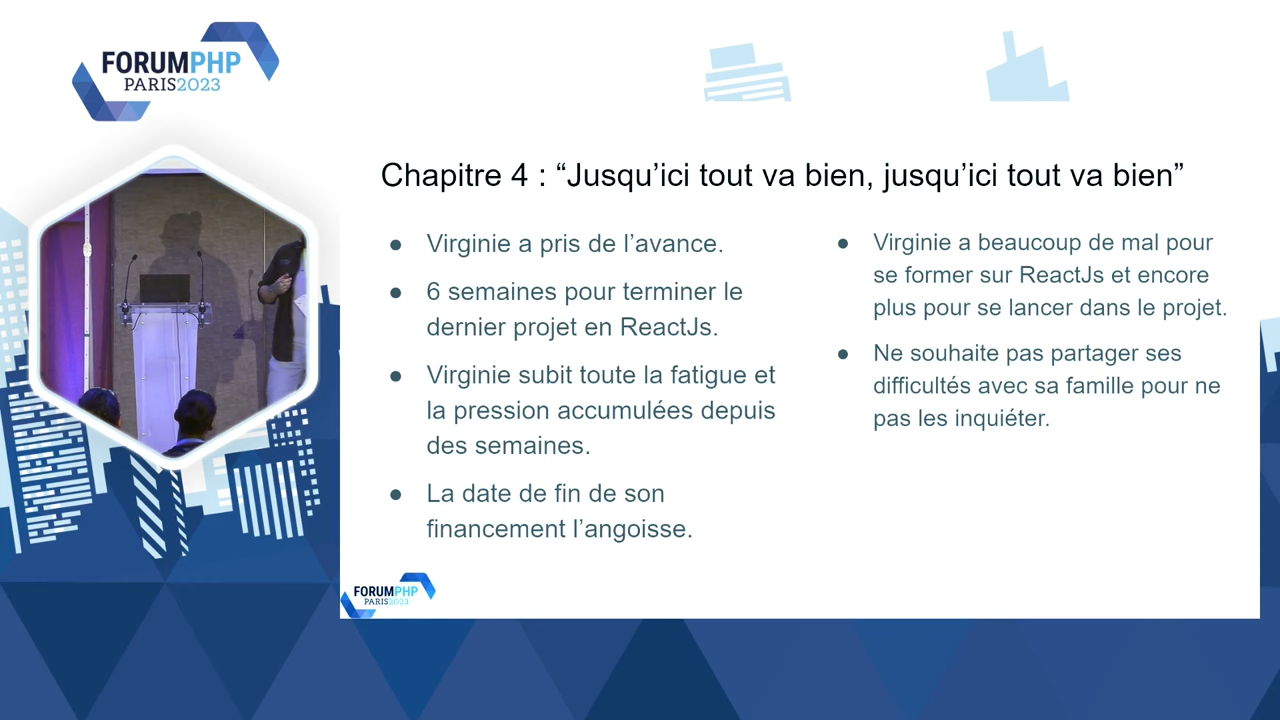 FORUMPHP
PARIS2023
Chapitre 4 : “Jusqu’ici tout va bien, jusqu’ici tout va bien”
● Virginie a pris de l’avance.
● 6 semaines pour terminer le
dernier projet en ReactJs.
● Virginie subit toute la fatigue et
la pression accumulées depuis
des semaines.
● La date de fin de son
financement l’angoisse.
● Virginie a beaucoup de mal pour
se former sur ReactJs et encore
plus pour se lancer dans le projet.
● Ne souhaite pas partager ses
difficultés avec sa famille pour ne
pas les inquiéter.
FORUMPHP
PARIS2023